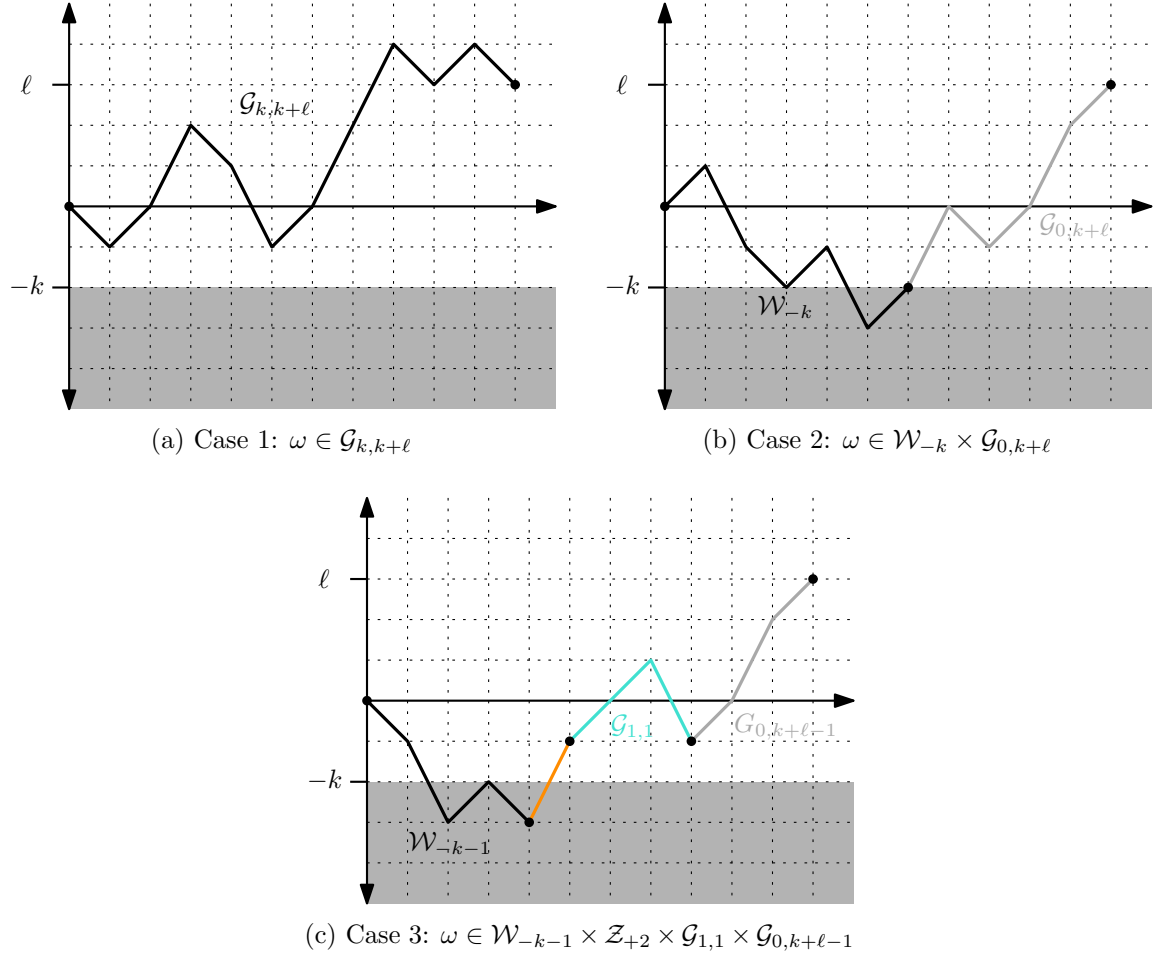 ℓ
𝒢ₖ,ₖ₊ℓ
−k
(a) Case 1: ω ∈ 𝒢ₖ,ₖ₊ℓ
ℓ
𝒢₀,ₖ₊ℓ
−k
𝒲₋ₖ
(b) Case 2: ω ∈ 𝒲₋ₖ × 𝒢₀,ₖ₊ℓ
ℓ
𝒢₁,₁
G₀,ₖ₊ℓ₋₁
−k
𝒲₋ₖ₋₁
(c) Case 3: ω ∈ 𝒲₋ₖ₋₁ × 𝒵₊₂ × 𝒢₁,₁ × 𝒢₀,ₖ₊ℓ₋₁